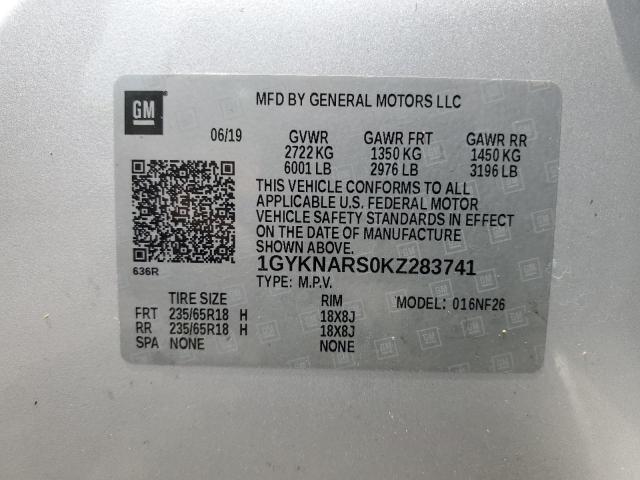 GM
MFD BY GENERAL MOTORS LLC
06/19 GVWR GAWR FRT GAWR RR
2722 KG 1350 KG 1450 KG
6001 LB 2976 LB 3196 LB
THIS VEHICLE CONFORMS TO ALL
APPLICABLE U.S. FEDERAL MOTOR
VEHICLE SAFETY STANDARDS IN EFFECT
ON THE DATE OF MANUFACTURE
SHOWN ABOVE.
636R
1GYKNARS0KZ283741
TYPE: M.P.V.
TIRE SIZE RIM MODEL: 016NF26
FRT 235/65R18 H 18X8J
RR 235/65R18 H 18X8J
SPA NONE NONE